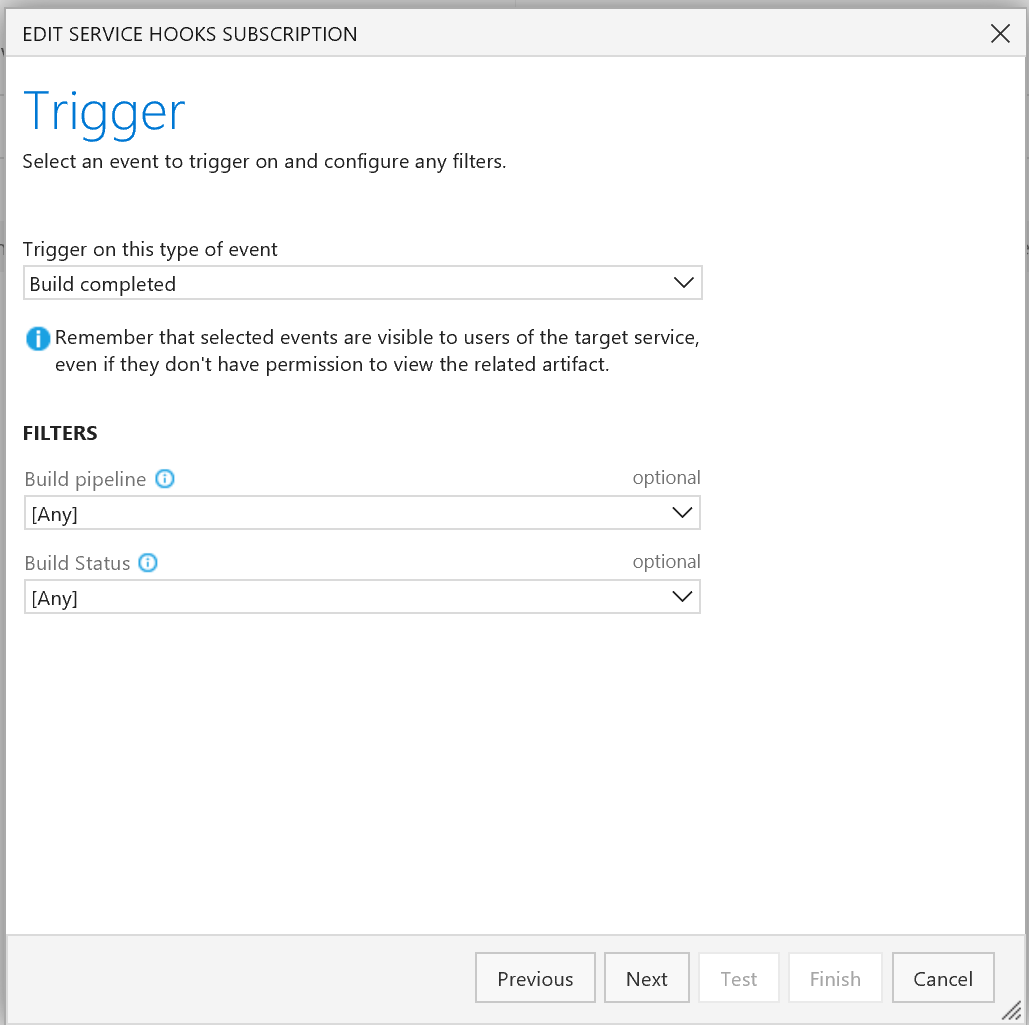 EDIT SERVICE HOOKS SUBSCRIPTION
Trigger
Select an event to trigger on and configure any filters.
Trigger on this type of event
Build completed
Remember that selected events are visible to users of the target service,
even if they don't have permission to view the related artifact.
FILTERS
Build pipeline optional
[Any]
Build Status optional
[Any]
Previous Next Test Finish Cancel